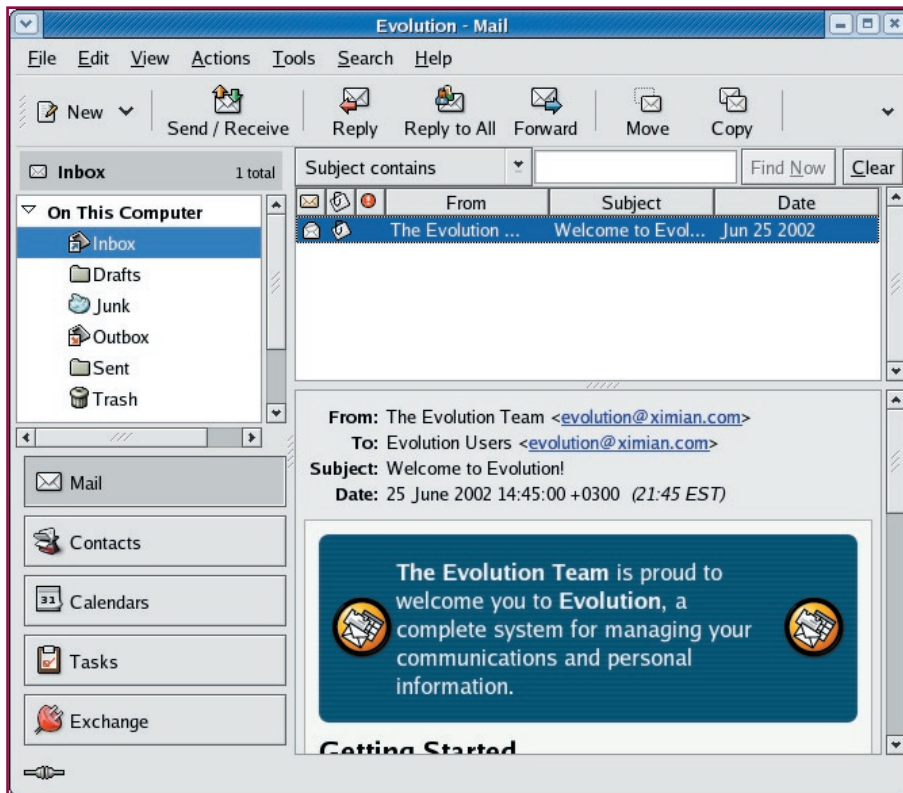 Evolution - Mail
File Edit View Actions Tools Search Help
New Send / Receive Reply Reply to All Forward Move Copy
Inbox 1 total
Subject contains Find Now Clear
On This Computer
Inbox
Drafts
Junk
Outbox
Sent
Trash
Mail
Contacts
31 Calendars
Tasks
Exchange
From Subject Date
The Evolution ... Welcome to Evol... Jun 25 2002
From: The Evolution Team <evolution@ximian.com>
To: Evolution Users <evolution@ximian.com>
Subject: Welcome to Evolution!
Date: 25 June 2002 14:45:00 +0300 (21:45 EST)
The Evolution Team is proud to
welcome you to Evolution, a
complete system for managing your
communications and personal
information.
Getting Started